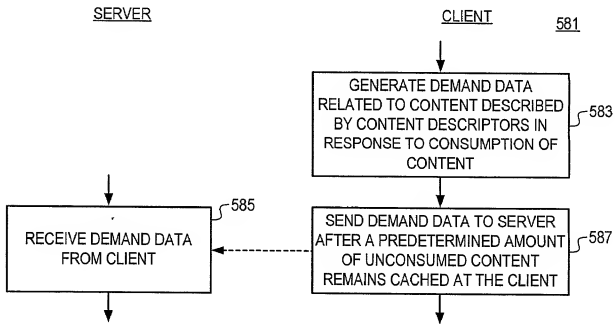 SERVER
CLIENT
581
GENERATE DEMAND DATA
RELATED TO CONTENT DESCRIBED
BY CONTENT DESCRIPTORS IN
RESPONSE TO CONSUMPTION OF
CONTENT
583
585
RECEIVE DEMAND DATA
FROM CLIENT
SEND DEMAND DATA TO SERVER
AFTER A PREDETERMINED AMOUNT
OF UNCONSUMED CONTENT
REMAINS CACHED AT THE CLIENT
587